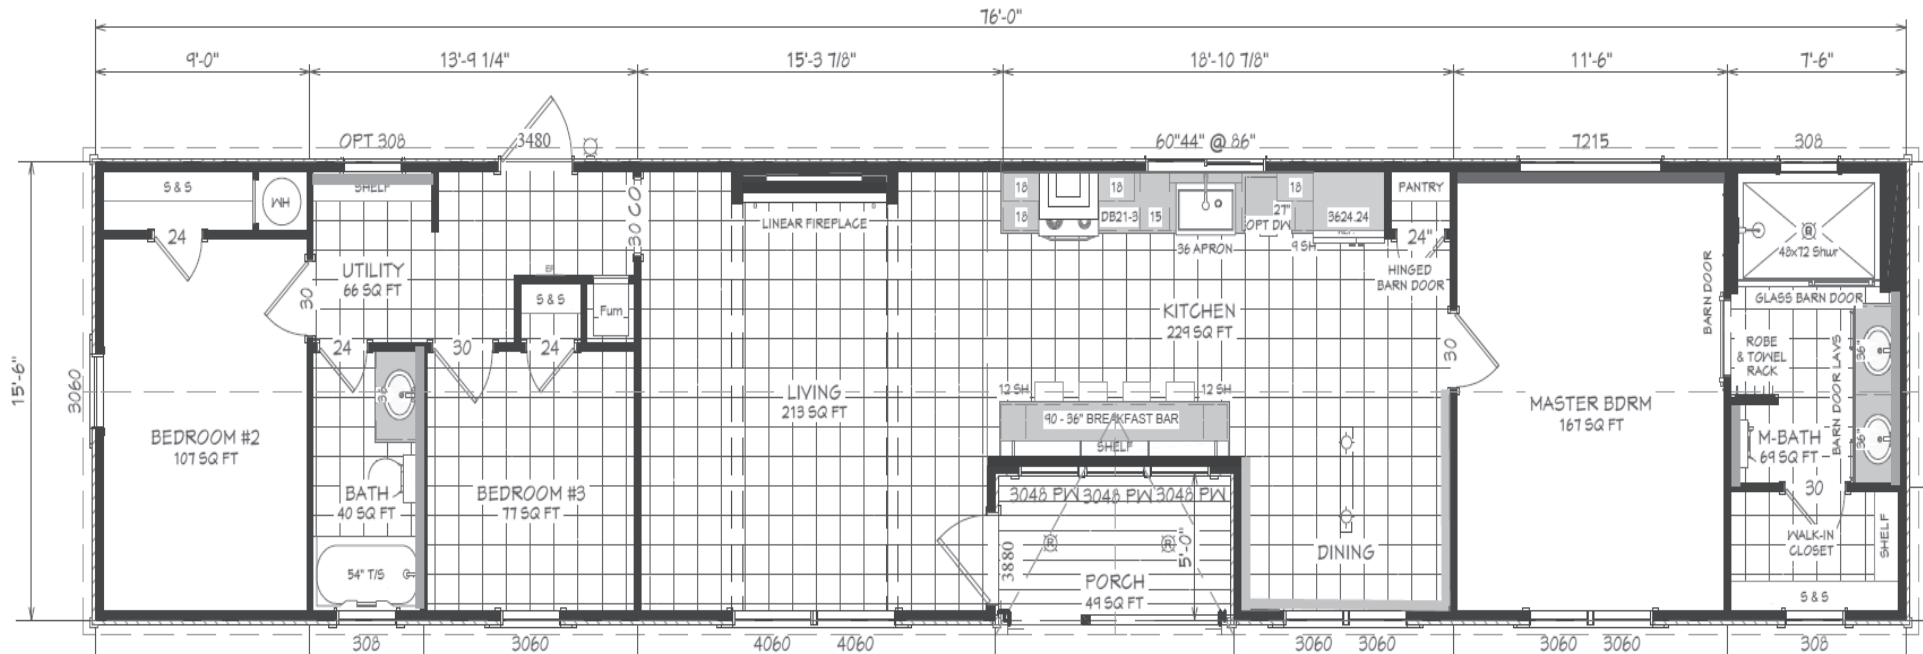 76'-0"
9'-0"
13'-9 1/4"
15'-3 7/8"
18'-10 7/8"
11'-6"
7'-6"
OPT 308
3480
60"44" @ 86"
7215
308
S & S
WH
SHELF
30 CO
LINEAR FIREPLACE
18
18
18
18
DB21-3
15
27"
OPT DW
3624.24
REF.
36 APRON
9 SH
PANTRY
24"
HINGED
BARN DOOR
48x72 Shwr
GLASS BARN DOOR
BARN DOOR
24
30
UTILITY
66 SQ FT
S & S
Furn
24
30
24
KITCHEN
229 SQ FT
30
ROBE
& TOWEL
RACK
BARN DOOR LAVS
36"
36"
15'-6"
3060
36
LIVING
213 SQ FT
12 SH
12 SH
90 - 36" BREAKFAST BAR
SHELF
MASTER BDRM
167 SQ FT
BEDROOM #2
107 SQ FT
M-BATH
69 SQ FT
BATH
40 SQ FT
BEDROOM #3
77 SQ FT
3048 PW
3048 PW
3048 PW
30
5'-0"
3880
DINING
WALK-IN
CLOSET
SHELF
54" T/S
PORCH
49 SQ FT
S & S
308
3060
4060
4060
3060
3060
3060
3060
308